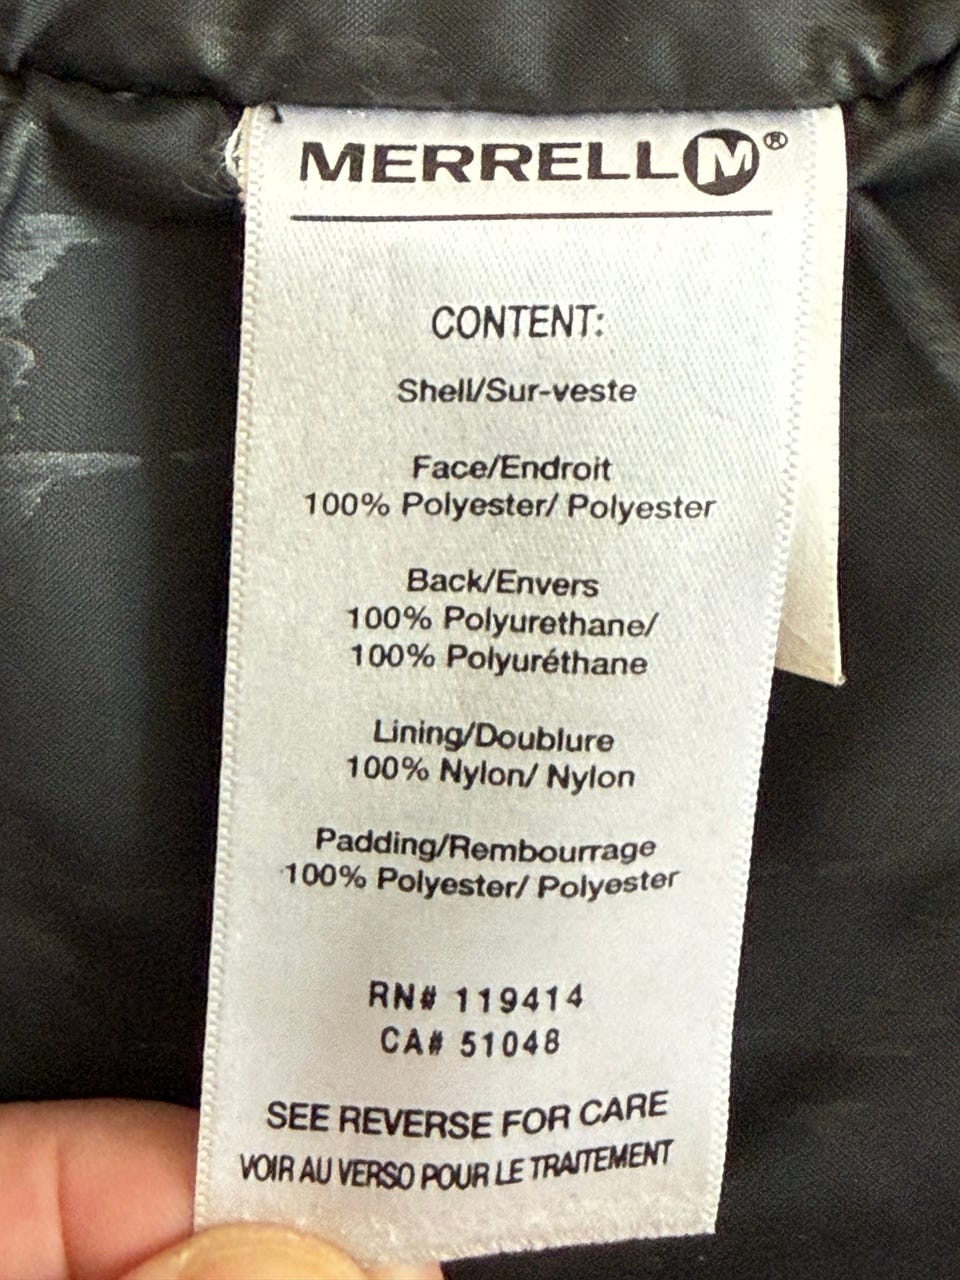 MERRELL M®
CONTENT:
Shell/Sur-veste
Face/Endroit
100% Polyester/ Polyester
Back/Envers
100% Polyurethane/
100% Polyuréthane
Lining/Doublure
100% Nylon/ Nylon
Padding/Rembourrage
100% Polyester/ Polyester
RN# 119414
CA# 51048
SEE REVERSE FOR CARE
VOIR AU VERSO POUR LE TRAITEMENT